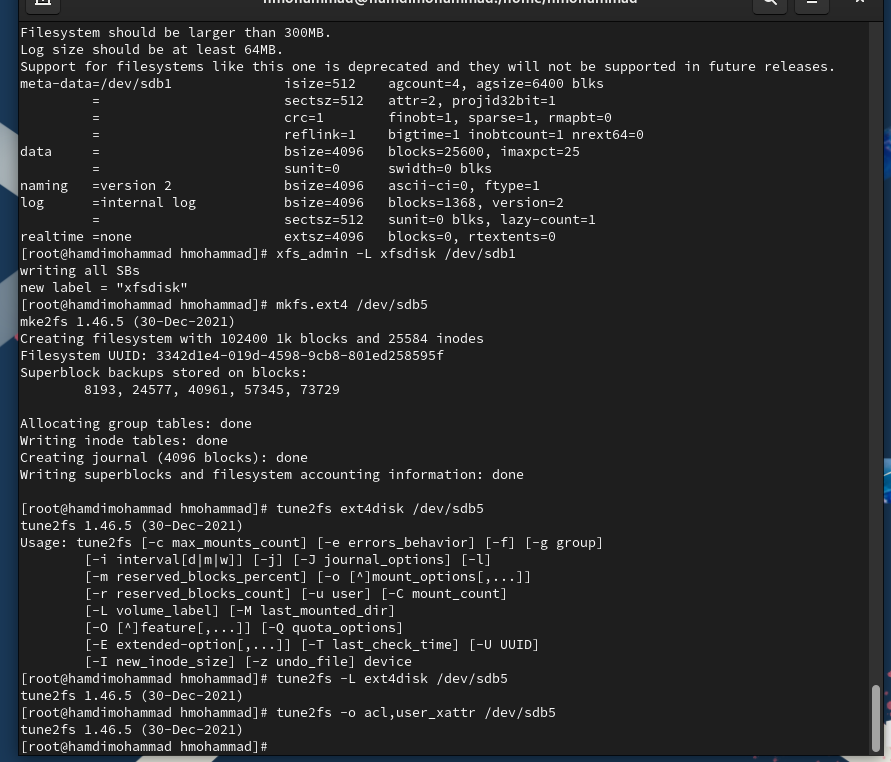 hmohammad@hamdimohammad:/home/hmohammad
Filesystem should be larger than 300MB.
Log size should be at least 64MB.
Support for filesystems like this one is deprecated and they will not be supported in future releases.
meta-data=/dev/sdb1              isize=512    agcount=4, agsize=6400 blks
         =                       sectsz=512   attr=2, projid32bit=1
         =                       crc=1        finobt=1, sparse=1, rmapbt=0
         =                       reflink=1    bigtime=1 inobtcount=1 nrext64=0
data     =                       bsize=4096   blocks=25600, imaxpct=25
         =                       sunit=0      swidth=0 blks
naming   =version 2              bsize=4096   ascii-ci=0, ftype=1
log      =internal log           bsize=4096   blocks=1368, version=2
         =                       sectsz=512   sunit=0 blks, lazy-count=1
realtime =none                   extsz=4096   blocks=0, rtextents=0
[root@hamdimohammad hmohammad]# xfs_admin -L xfsdisk /dev/sdb1
writing all SBs
new label = "xfsdisk"
[root@hamdimohammad hmohammad]# mkfs.ext4 /dev/sdb5
mke2fs 1.46.5 (30-Dec-2021)
Creating filesystem with 102400 1k blocks and 25584 inodes
Filesystem UUID: 3342d1e4-019d-4598-9cb8-801ed258595f
Superblock backups stored on blocks:
        8193, 24577, 40961, 57345, 73729

Allocating group tables: done
Writing inode tables: done
Creating journal (4096 blocks): done
Writing superblocks and filesystem accounting information: done

[root@hamdimohammad hmohammad]# tune2fs ext4disk /dev/sdb5
tune2fs 1.46.5 (30-Dec-2021)
Usage: tune2fs [-c max_mounts_count] [-e errors_behavior] [-f] [-g group]
        [-i interval[d|m|w]] [-j] [-J journal_options] [-l]
        [-m reserved_blocks_percent] [-o [^]mount_options[,...]]
        [-r reserved_blocks_count] [-u user] [-C mount_count]
        [-L volume_label] [-M last_mounted_dir]
        [-O [^]feature[,...]] [-Q quota_options]
        [-E extended-option[,...]] [-T last_check_time] [-U UUID]
        [-I new_inode_size] [-z undo_file] device
[root@hamdimohammad hmohammad]# tune2fs -L ext4disk /dev/sdb5
tune2fs 1.46.5 (30-Dec-2021)
[root@hamdimohammad hmohammad]# tune2fs -o acl,user_xattr /dev/sdb5
tune2fs 1.46.5 (30-Dec-2021)
[root@hamdimohammad hmohammad]#